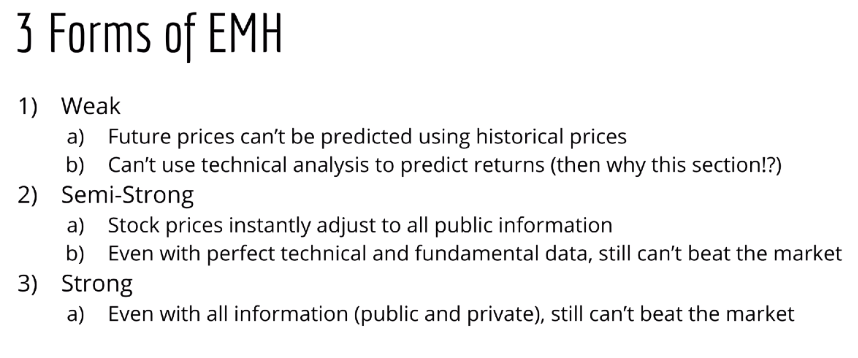 3 Forms of EMH
1) Weak
a) Future prices can't be predicted using historical prices
b) Can't use technical analysis to predict returns (then why this section!?)
2) Semi-Strong
a) Stock prices instantly adjust to all public information
b) Even with perfect technical and fundamental data, still can't beat the market
3) Strong
a) Even with all information (public and private), still can't beat the market